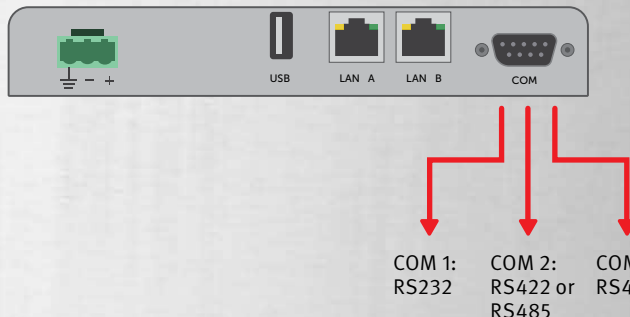 USB
LAN A
LAN B
COM
- +
COM 1:
RS232
COM 2:
RS422 or
RS485